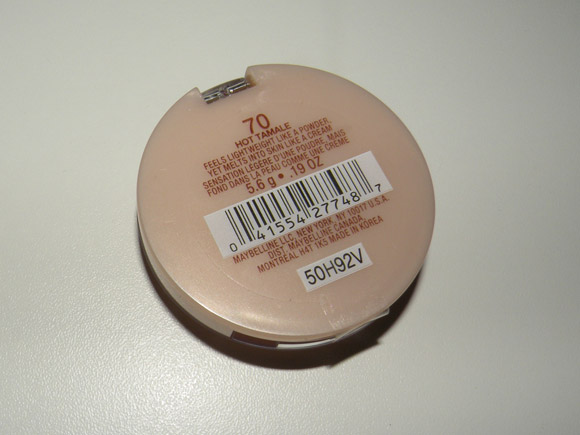 70
HOT TAMALE
FEELS LIGHTWEIGHT LIKE A POWDER,
YET MELTS INTO SKIN LIKE A CREAM
SENSATION LÉGÈRE D'UNE POUDRE, MAIS
FOND DANS LA PEAU COMME UNE CRÈME
5.6 g • .19 OZ
0 41554 27748 7
MAYBELLINE LLC, NEW YORK, NY 10017 U.S.A.
DIST. MAYBELLINE CANADA
MONTREAL H4T 1K5 MADE IN KOREA
50H92V